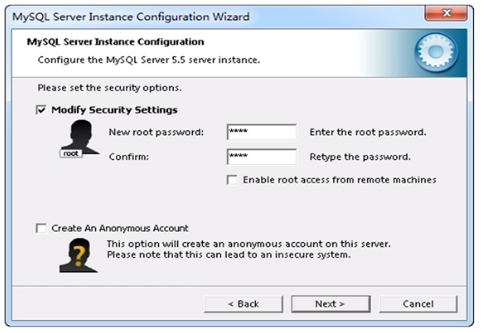 MySQL Server Instance Configuration Wizard
MySQL Server Instance Configuration
Configure the MySQL Server 5.5 server instance.
Please set the security options.
Modify Security Settings
New root password: **** Enter the root password.
root
Confirm: **** Retype the password.
Enable root access from remote machines
Create An Anonymous Account
This option will create an anonymous account on this server.
Please note that this can lead to an insecure system.
< Back Next > Cancel